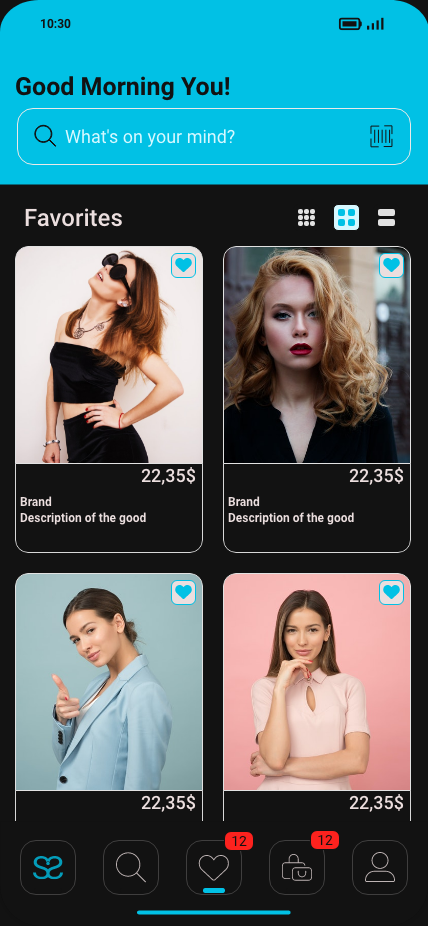 10:30
Good Morning You!
What's on your mind?
Favorites
22,35$
Brand
Description of the good
22,35$
Brand
Description of the good
22,35$
22,35$
12
12